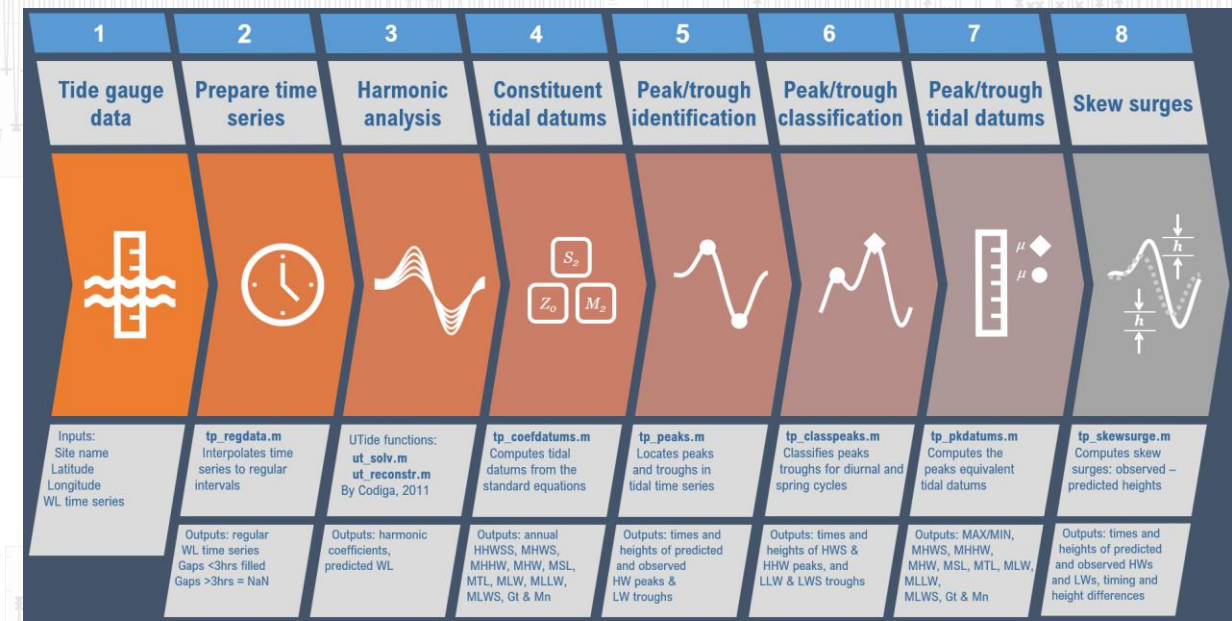 1
2
3
4
5
6
7
8
Tide gauge
data
Prepare time
series
Harmonic
analysis
Constituent
tidal datums
Peak/trough
identification
Peak/trough
classification
Peak/trough
tidal datums
Skew surges
S₂
Z₀
M₂
μ
μ
h
h
Inputs:
Site name
Latitude
Longitude
WL time series
tp_regdata.m
Interpolates time
series to regular
intervals
UTide functions:
ut_solv.m
ut_reconstr.m
By Codiga, 2011
tp_coefdatums.m
Computes tidal
datums from the
standard equations
tp_peaks.m
Locates peaks
and troughs in
tidal time series
tp_classpeaks.m
Classifies peaks
troughs for diurnal and
spring cycles
tp_pkdatums.m
Computes the
peaks equivalent
tidal datums
tp_skewsurge.m
Computes skew
surges: observed –
predicted heights
Outputs: regular
WL time series
Gaps <3hrs filled
Gaps >3hrs = NaN
Outputs: harmonic
coefficients,
predicted WL
Outputs: annual
HHWSS, MHWS,
MHHW, MHW, MSL,
MTL, MLW, MLLW,
MLWS, Gt & Mn
Outputs: times and
heights of predicted
and observed
HW peaks &
LW troughs
Outputs: times and
heights of HWS &
HHW peaks, and
LLW & LWS troughs
Outputs: MAX/MIN,
MHWS, MHHW,
MHW, MSL, MTL, MLW,
MLLW,
MLWS, Gt & Mn
Outputs: times and
heights of predicted
and observed HWs
and LWs, timing and
height differences